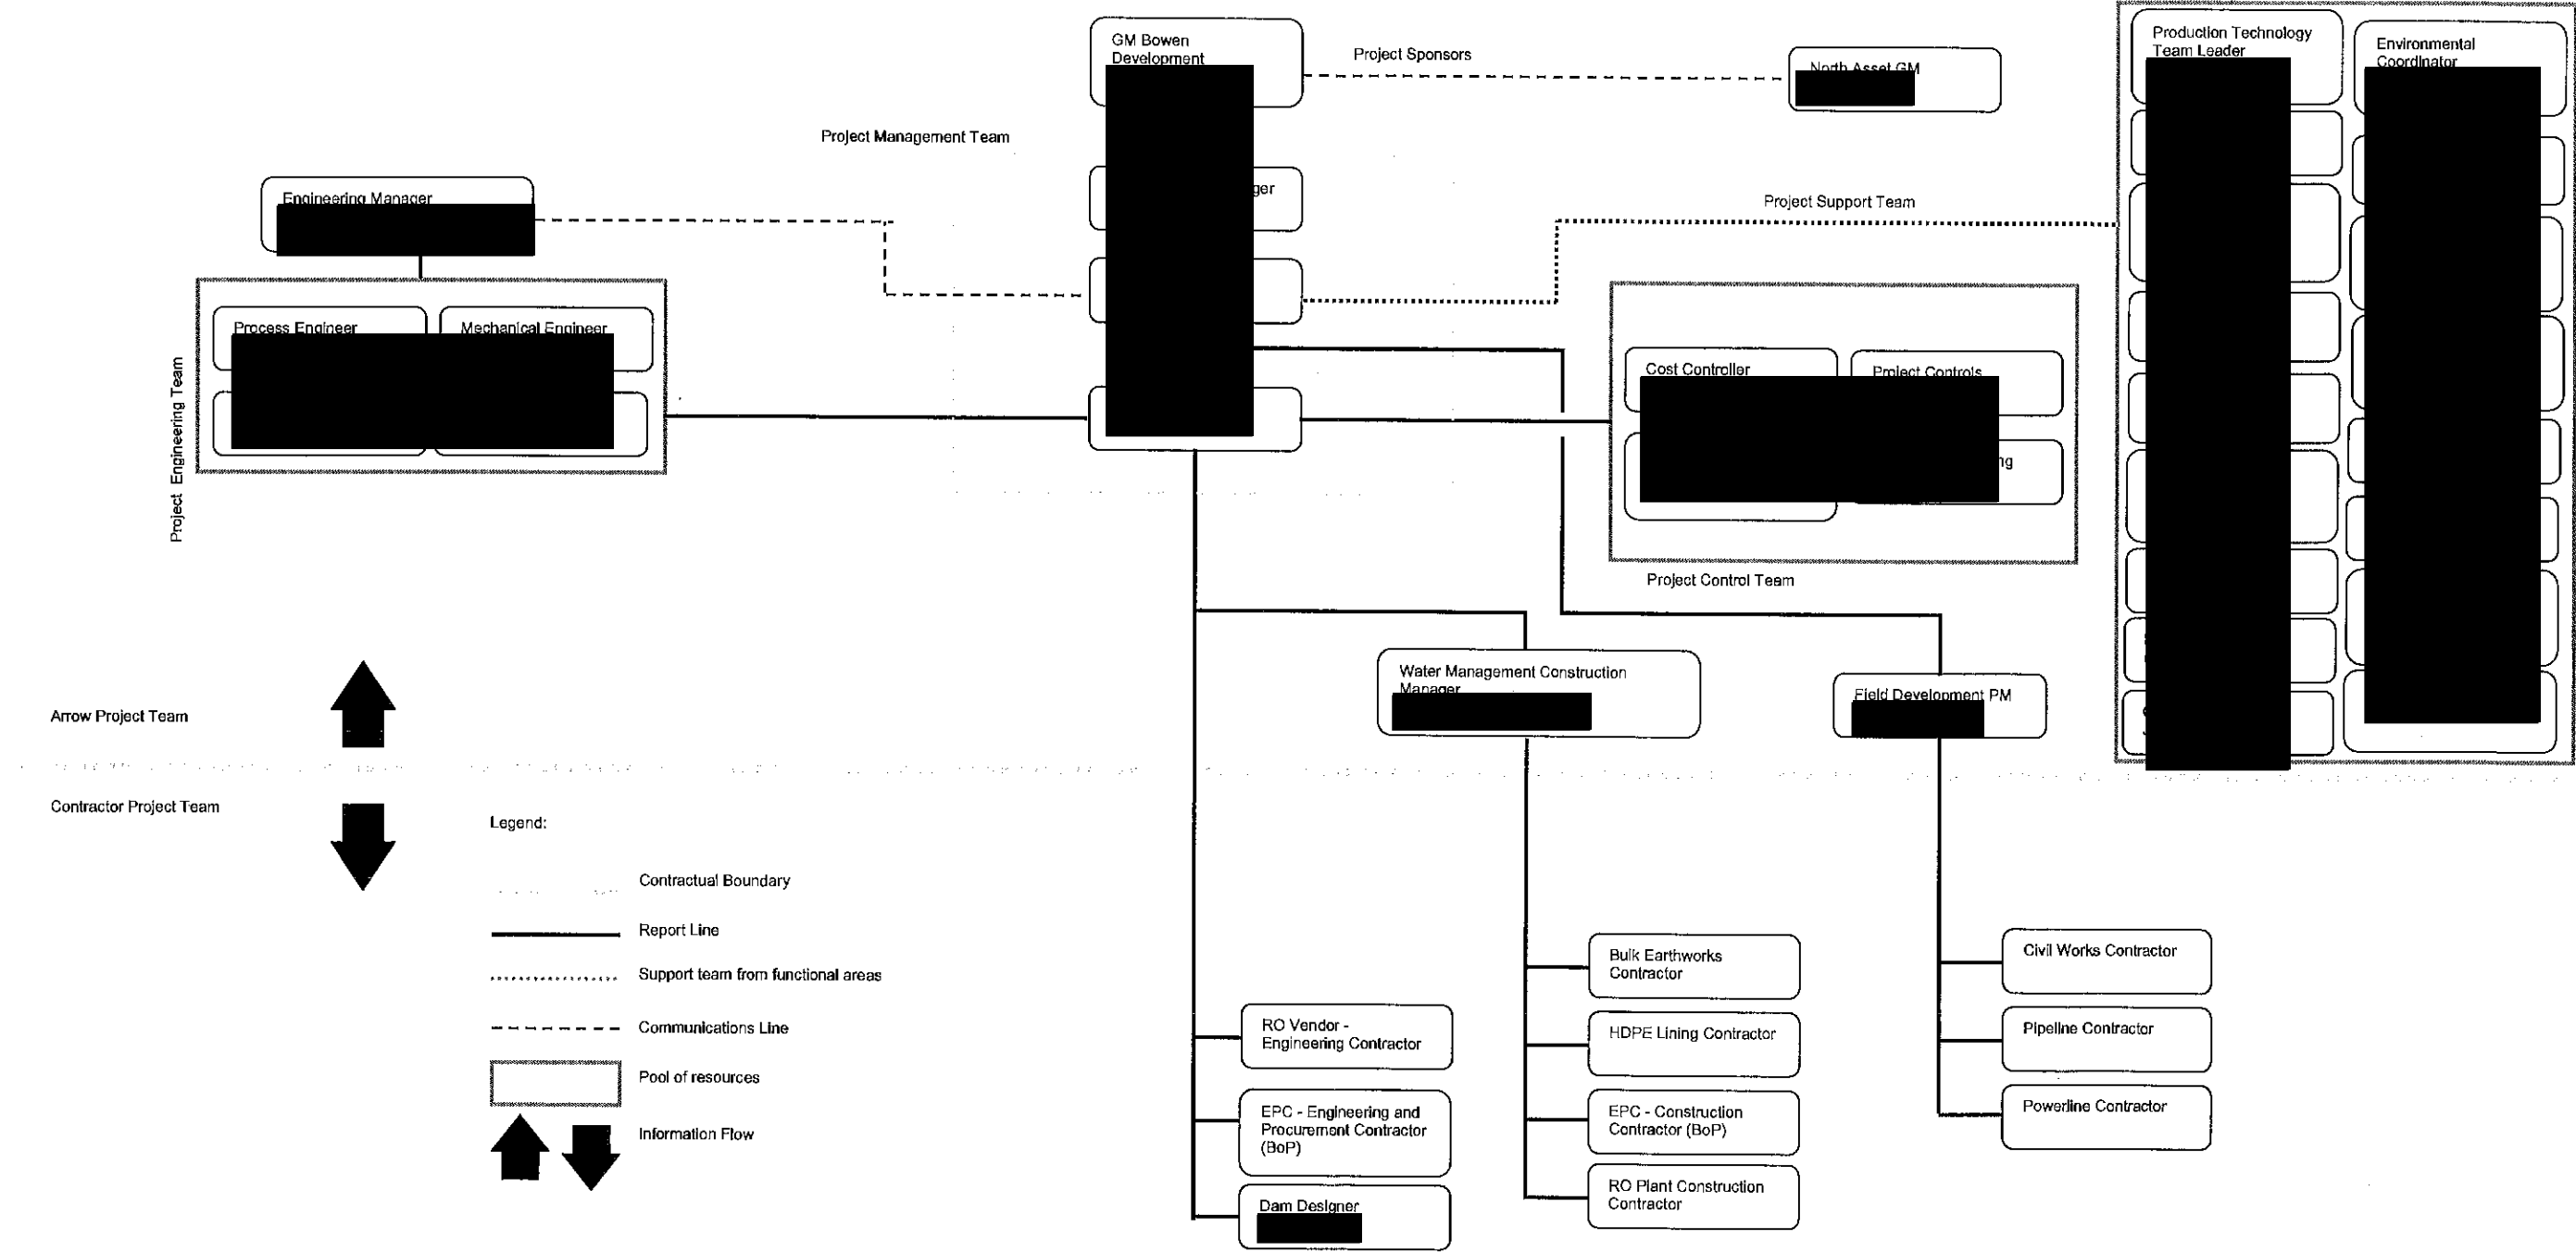 GM Bowen
Development
Project Sponsors
North Asset GM
Production Technology
Team Leader
Environmental
Coordinator
Project Management Team
Engineering Manager
Project Support Team
Process Engineer
Mechanical Engineer
Project Engineering Team
Cost Controller
Project Controls
Project Control Team
Water Management Construction
Manager
Field Development PM
Arrow Project Team
Contractor Project Team
Legend:
Contractual Boundary
Report Line
Support team from functional areas
Communications Line
Pool of resources
Information Flow
RO Vendor -
Engineering Contractor
EPC - Engineering and
Procurement Contractor
(BoP)
Dam Designer
Bulk Earthworks
Contractor
HDPE Lining Contractor
EPC - Construction
Contractor (BoP)
RO Plant Construction
Contractor
Civil Works Contractor
Pipeline Contractor
Powerline Contractor